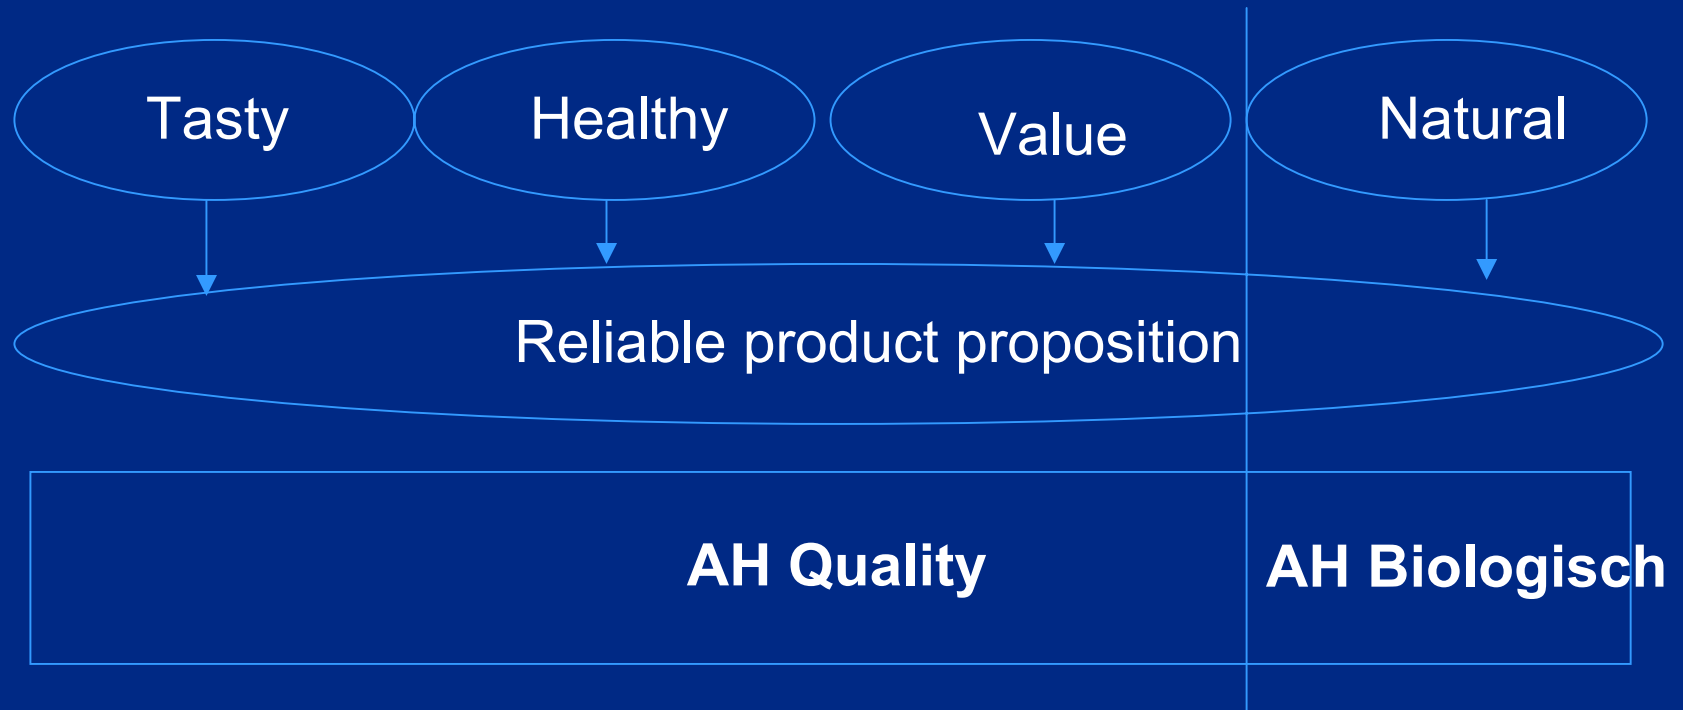 Tasty
Healthy
Value
Natural
Reliable product proposition
AH Quality
AH Biologisch